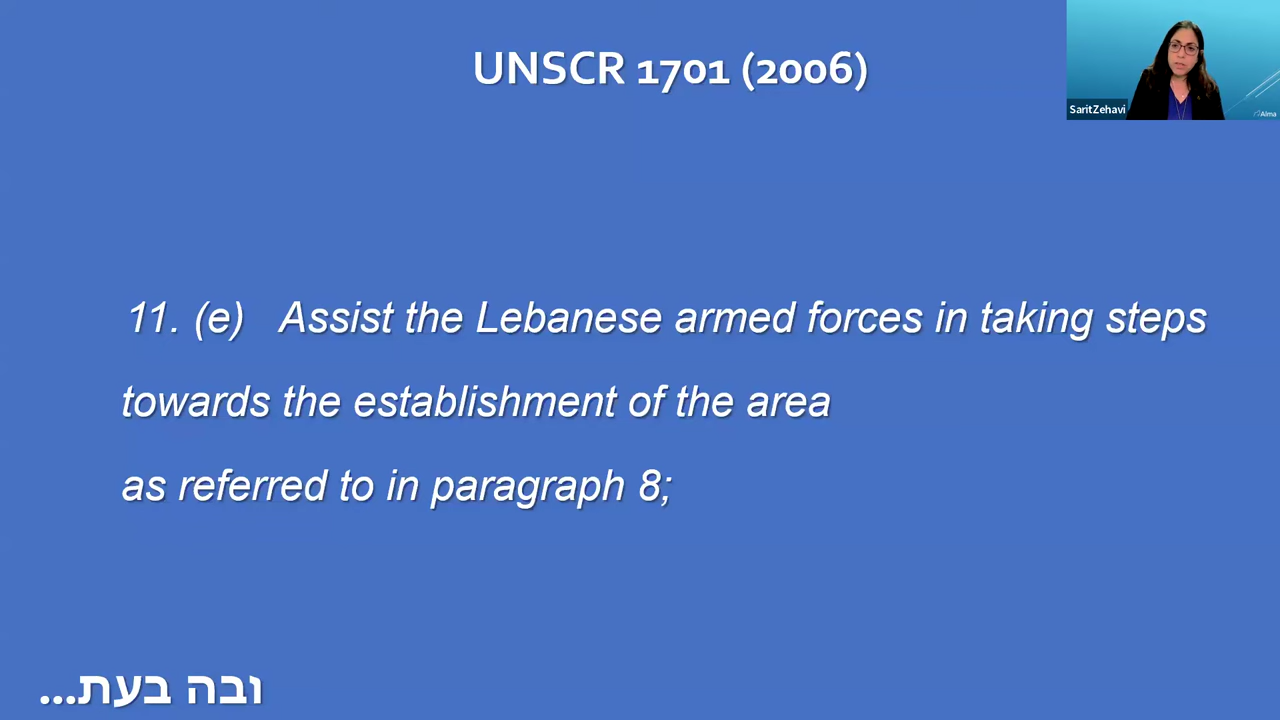 UNSCR 1701 (2006)
SaritZehavi
Alma
11. (e) Assist the Lebanese armed forces in taking steps
towards the establishment of the area
as referred to in paragraph 8;
ובה בעת...